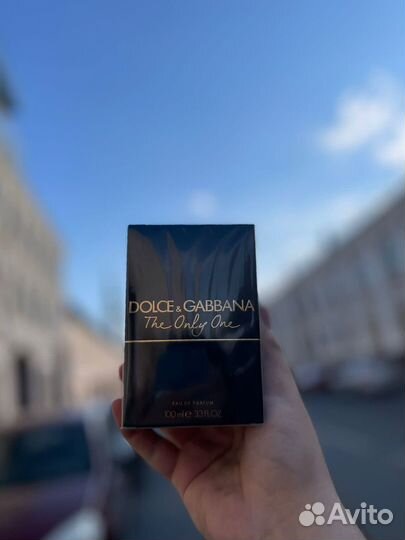 DOLCE & GABBANA
The Only One
EAU DE PARFUM
100 ml e 3.3 FL.OZ.
Avito